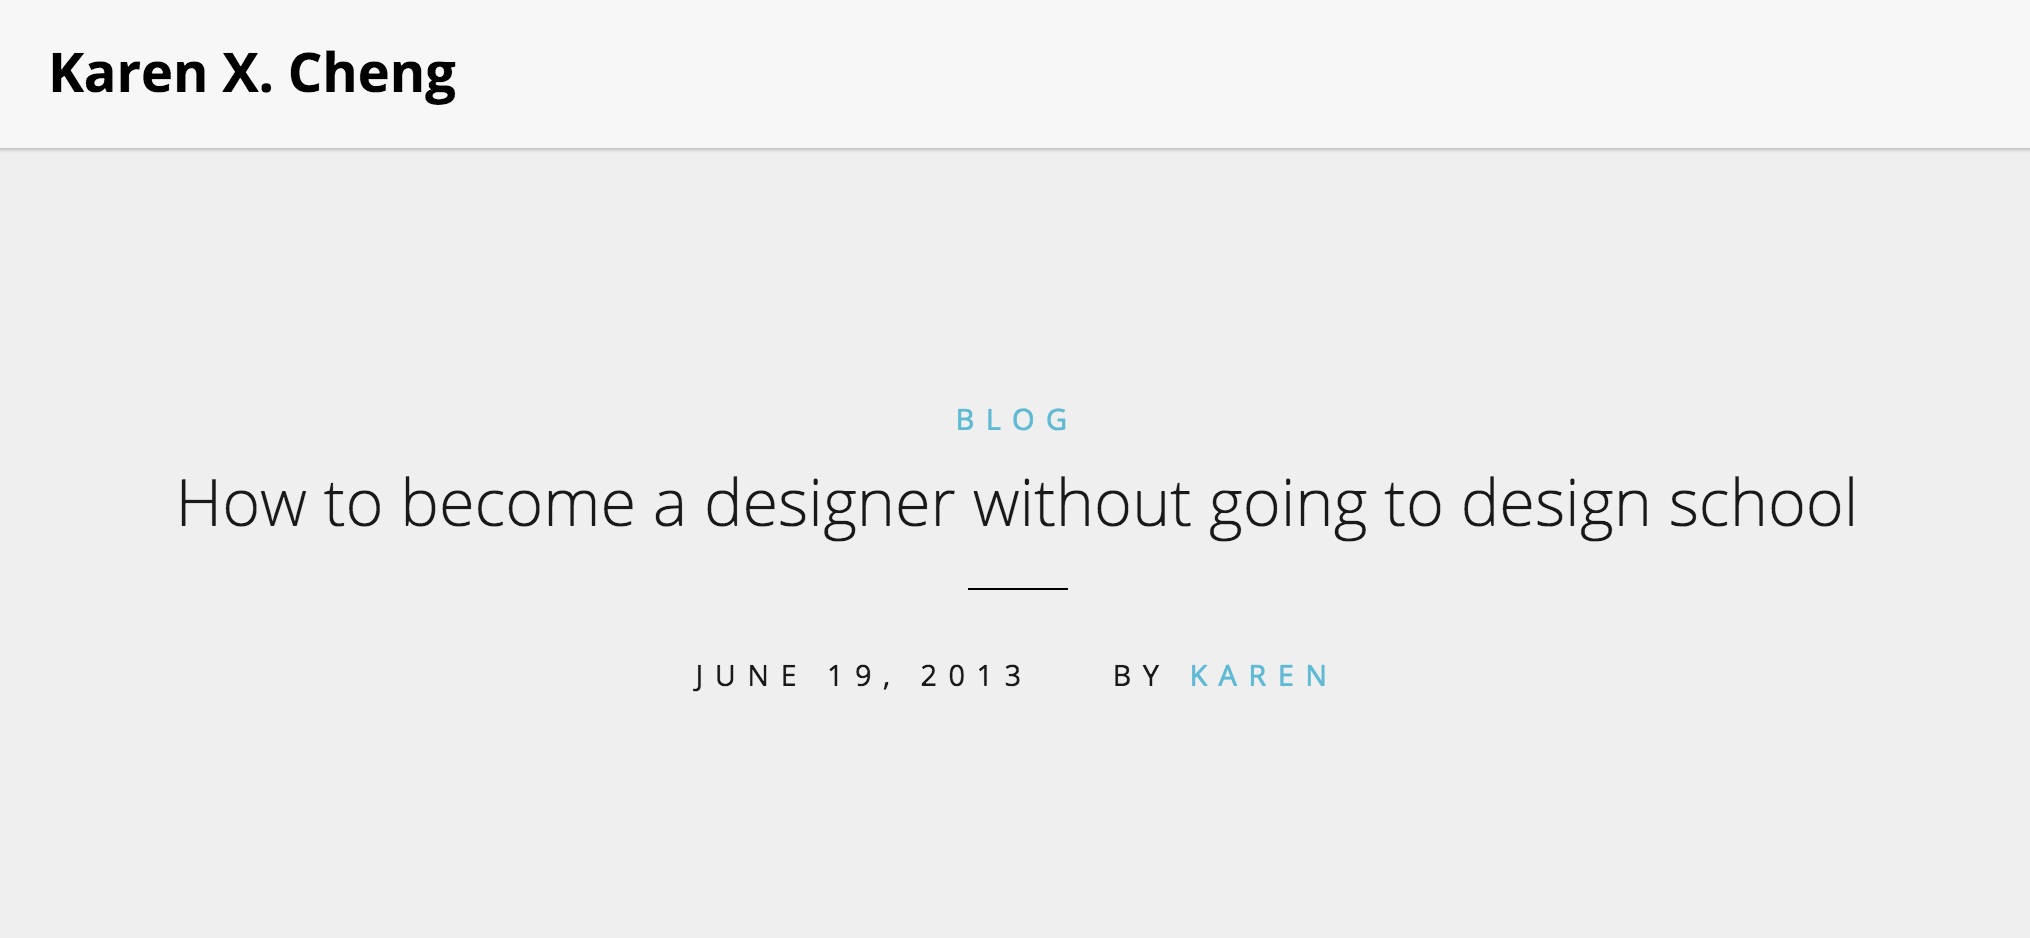 Karen X. Cheng
BLOG
How to become a designer without going to design school
JUNE 19, 2013 BY KAREN